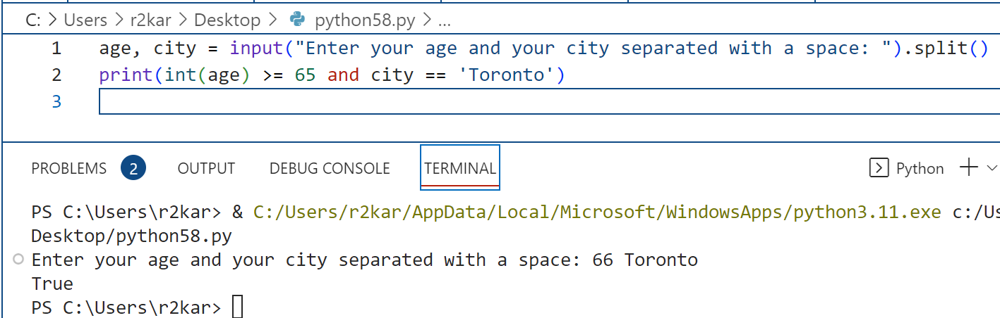 C: > Users > r2kar > Desktop > python58.py > ...
1 age, city = input("Enter your age and your city separated with a space: ").split()
2 print(int(age) >= 65 and city == 'Toronto')
3
PROBLEMS 2 OUTPUT DEBUG CONSOLE TERMINAL Python
PS C:\Users\r2kar> & C:/Users/r2kar/AppData/Local/Microsoft/WindowsApps/python3.11.exe c:/Us
Desktop/python58.py
Enter your age and your city separated with a space: 66 Toronto
True
PS C:\Users\r2kar>